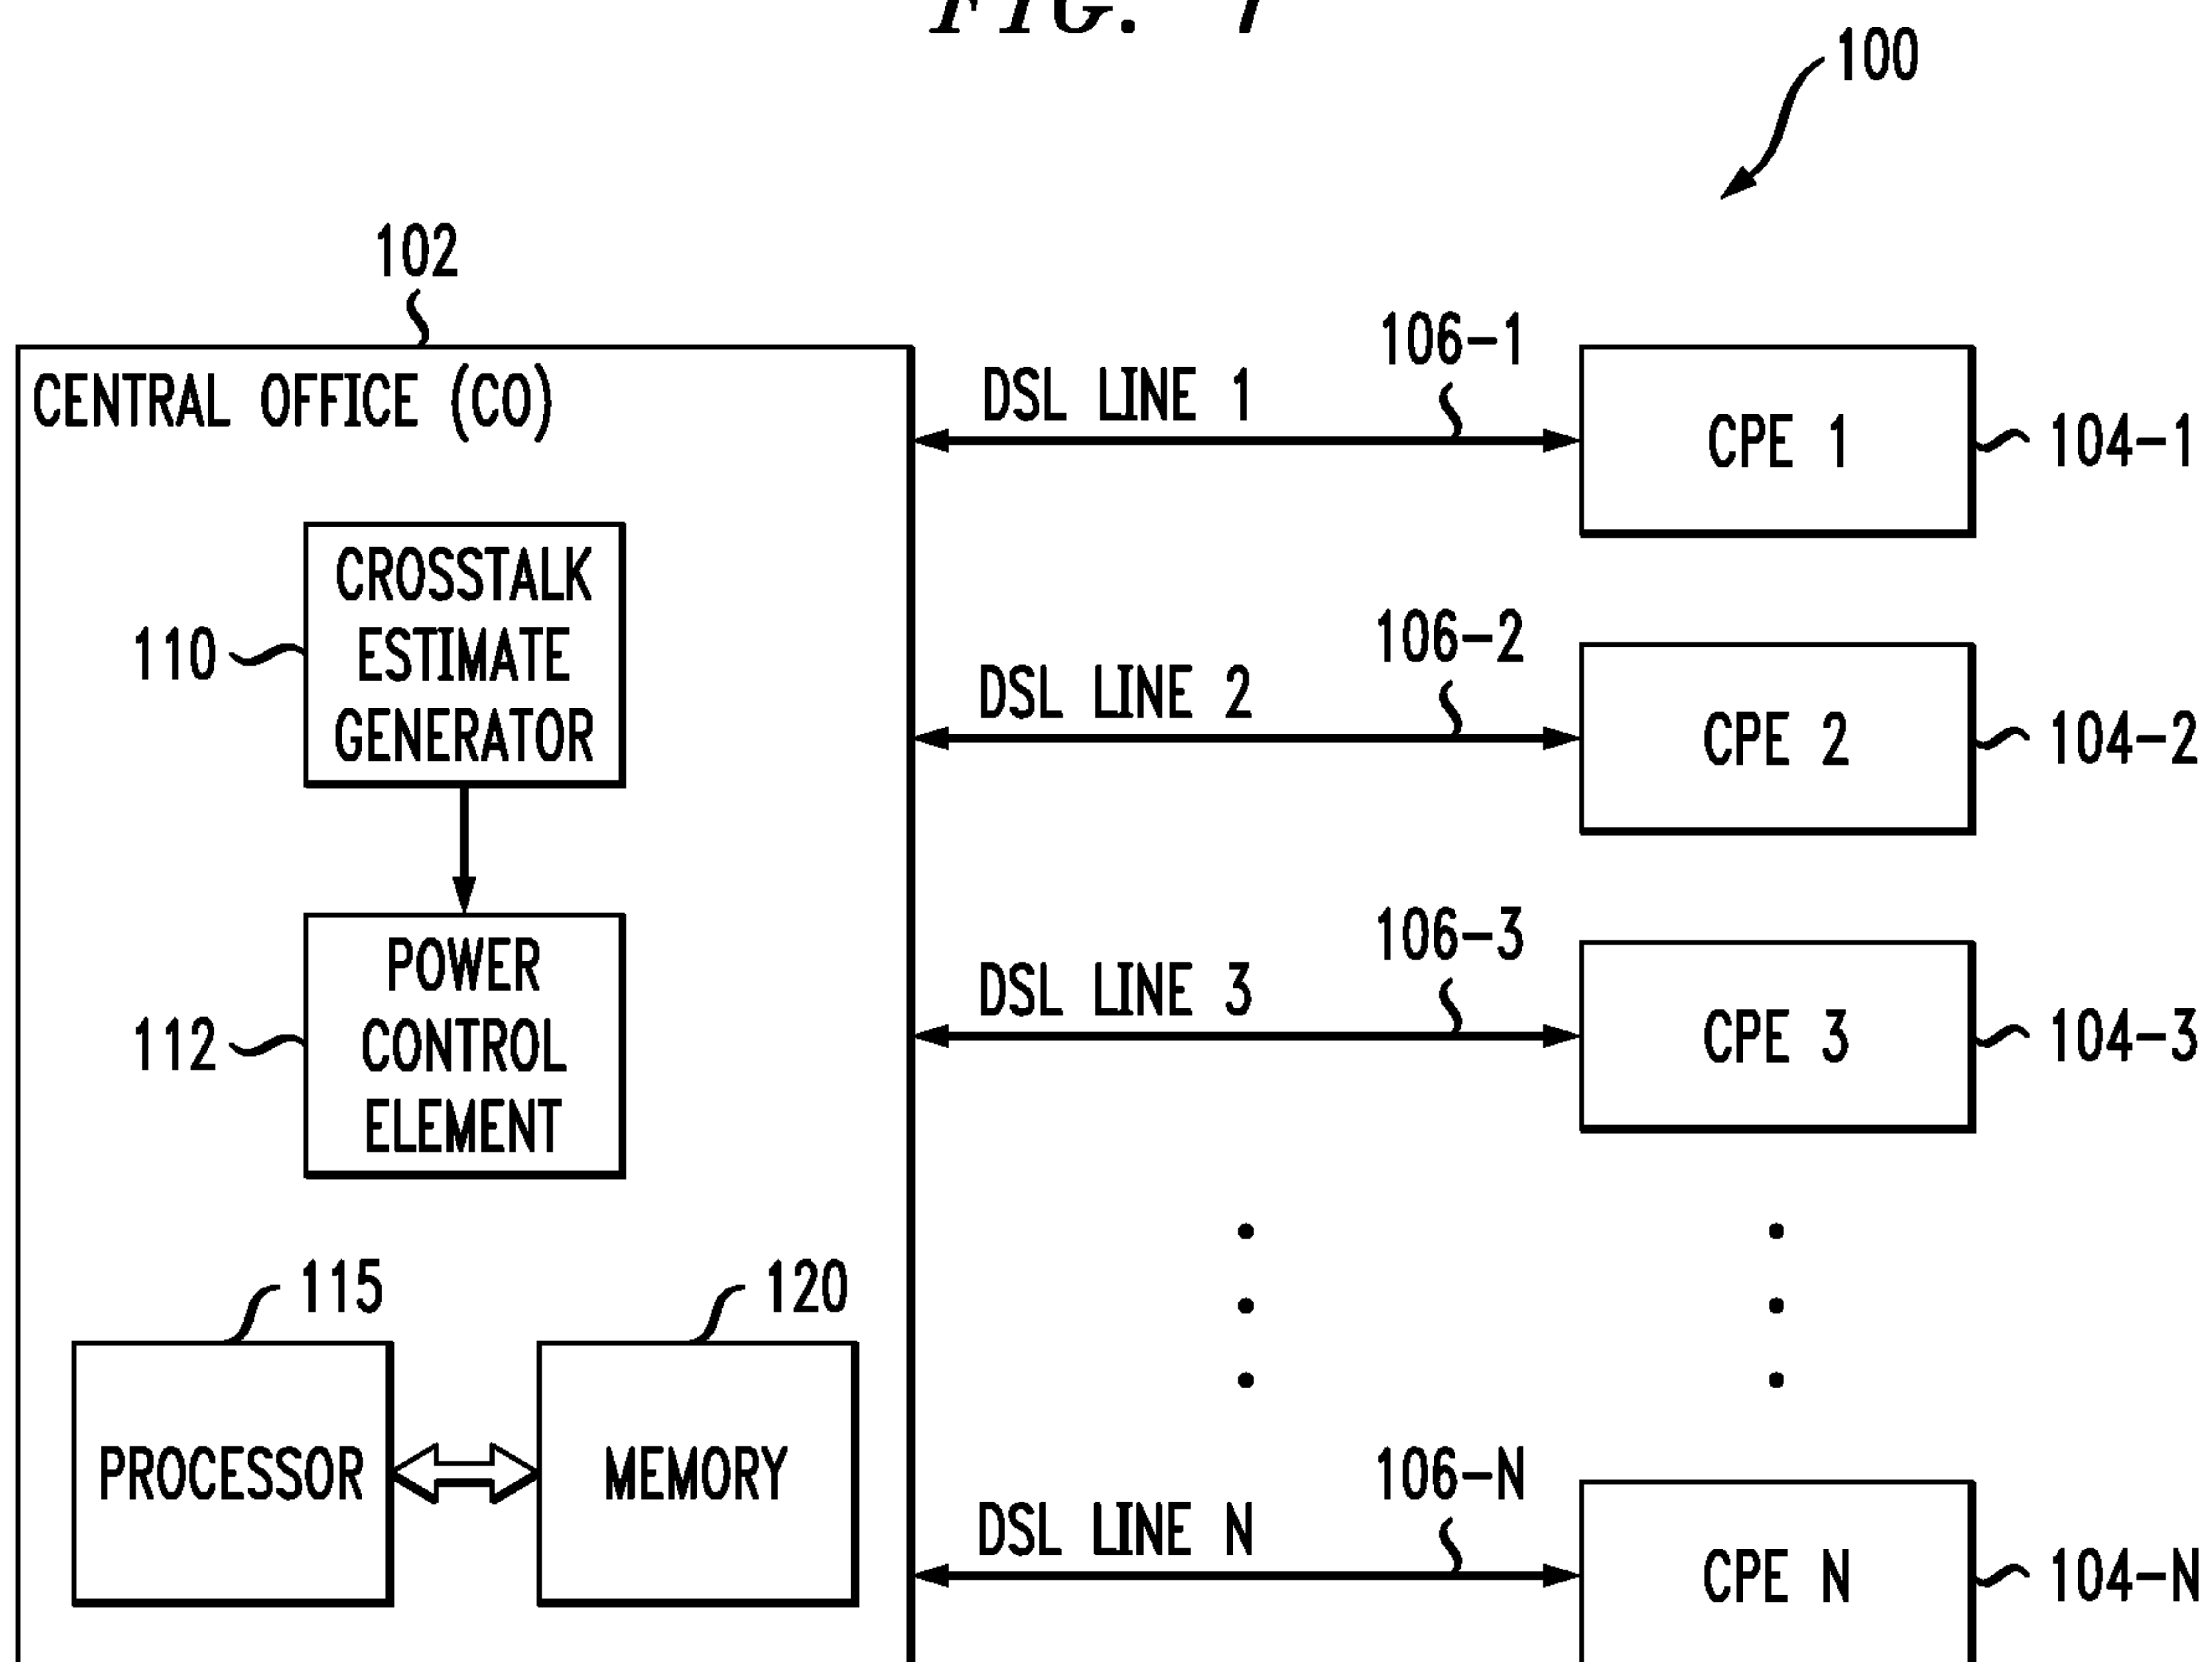 FIG. 1
100
102
CENTRAL OFFICE (CO)
CROSSTALK
ESTIMATE
GENERATOR
110
POWER
CONTROL
ELEMENT
112
115
120
PROCESSOR
MEMORY
DSL LINE 1
106-1
CPE 1
104-1
DSL LINE 2
106-2
CPE 2
104-2
DSL LINE 3
106-3
CPE 3
104-3
DSL LINE N
106-N
CPE N
104-N